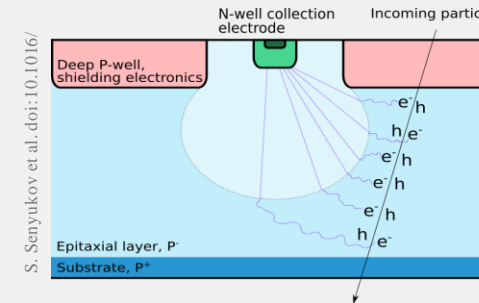 N-well collection
electrode
Incoming partic
Deep P-well,
shielding electronics
e⁻ h
h e⁻
e⁻ h
e⁻ h
e⁻ h
h e⁻
Epitaxial layer, P⁻
Substrate, P⁺
S. Senyukov et al. doi:10.1016/